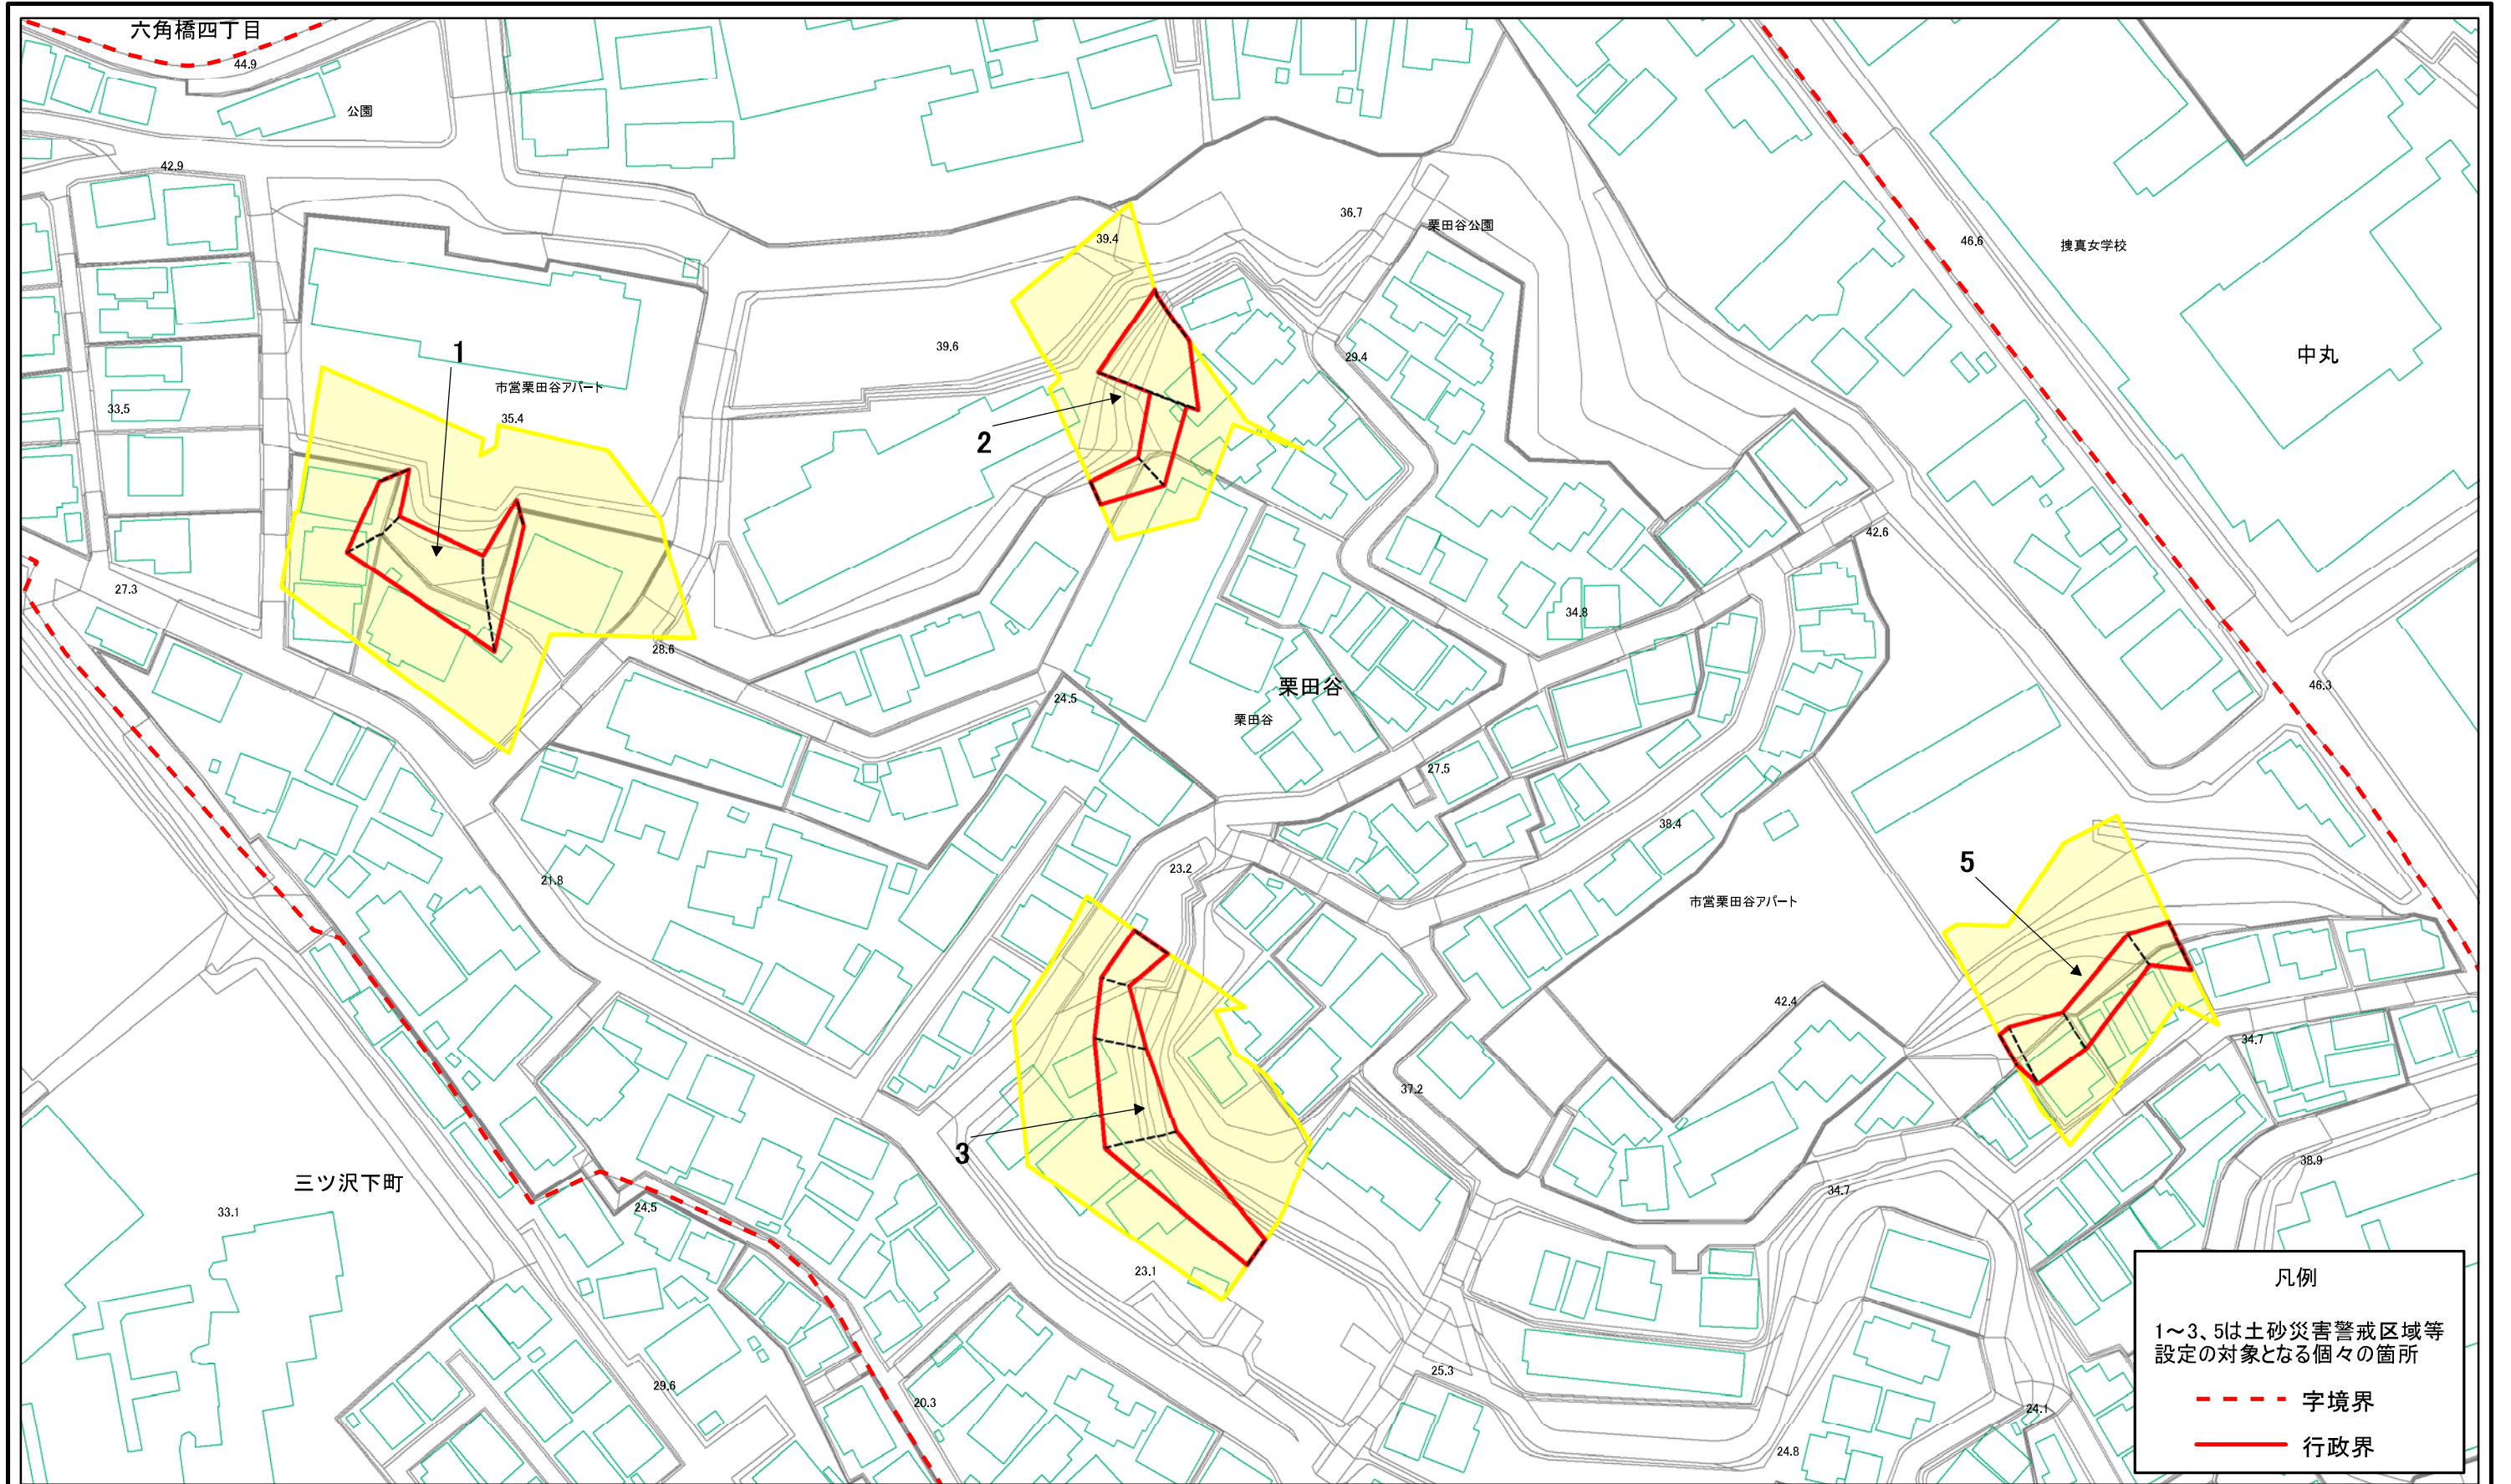 六角橋四丁目
44.9
公園
42.9
36.7
栗田谷公園
39.4
46.6
捜真女学校
39.6
1
市営栗田谷アパート
35.4
33.5
29.4
中丸
2
42.6
27.3
34.8
28.6
栗田谷
24.5
栗田谷
46.3
27.5
38.4
21.8
23.2
5
市営栗田谷アパート
42.4
34.7
37.2
3
三ツ沢下町
33.1
24.5
34.7
38.9
23.1
29.6
20.3
25.3
24.8
24.1
凡例
1～3、5は土砂災害警戒区域等
設定の対象となる個々の箇所
字境界
行政界